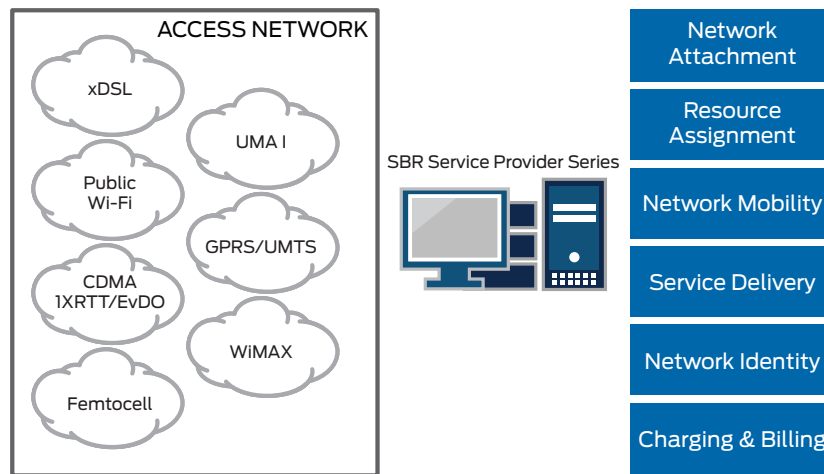 ACCESS NETWORK
xDSL
UMA I
Public
Wi-Fi
GPRS/UMTS
CDMA
1XRTT/EvDO
WiMAX
Femtocell
SBR Service Provider Series
Network
Attachment
Resource
Assignment
Network Mobility
Service Delivery
Network Identity
Charging & Billing